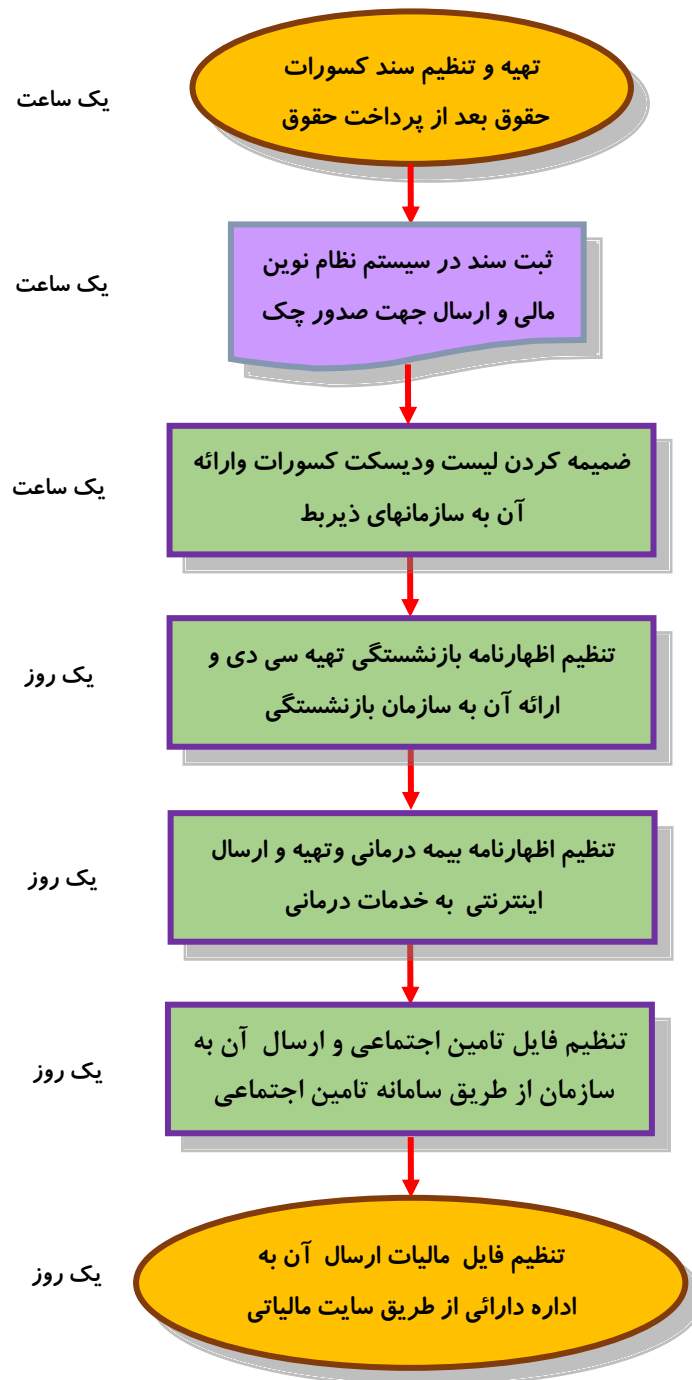 تهیه و تنظیم سند کسورات
حقوق بعد از پرداخت حقوق
یک ساعت
ثبت سند در سیستم نظام نوین
مالی و ارسال جهت صدور چک
یک ساعت
ضمیمه کردن لیست ودیسکت کسورات وارائه
آن به سازمانهای ذیربط
یک ساعت
تنظیم اظهارنامه بازنشستگی تهیه سی دی و
ارائه آن به سازمان بازنشستگی
یک روز
تنظیم اظهارنامه بیمه درمانی وتهیه و ارسال
اینترنتی به خدمات درمانی
یک روز
تنظیم فایل تامین اجتماعی و ارسال آن به
سازمان از طریق سامانه تامین اجتماعی
یک روز
تنظیم فایل مالیات ارسال آن به
اداره دارائی از طریق سایت مالیاتی
یک روز